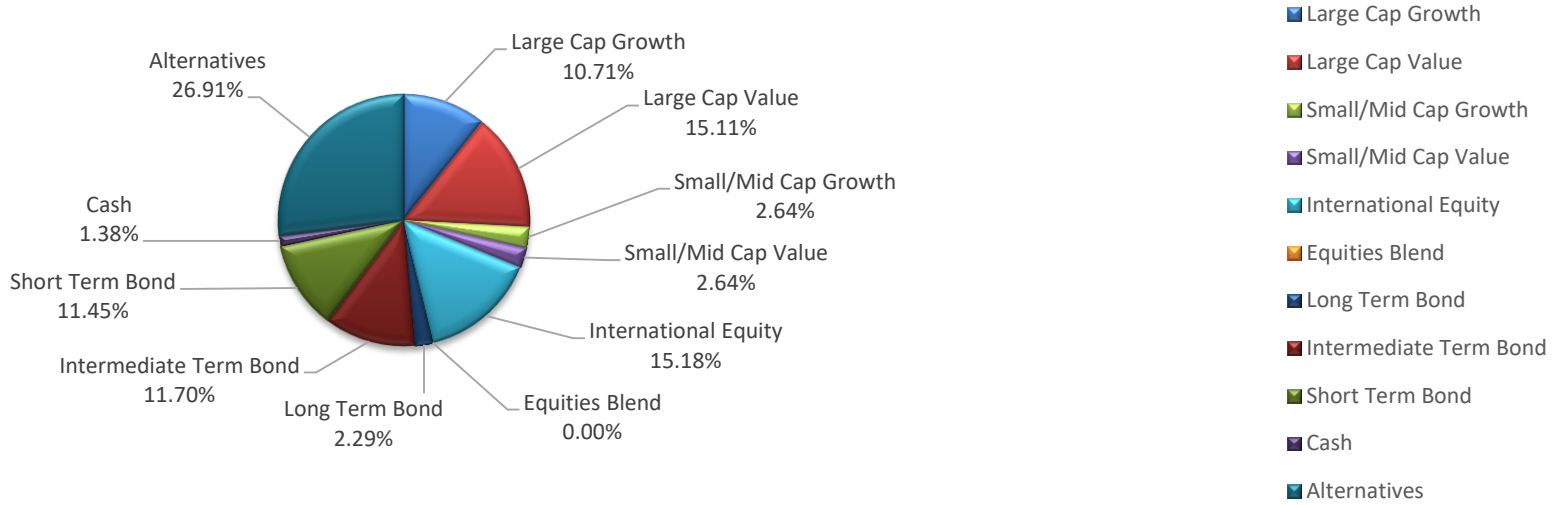 Large Cap Growth
10.71%
Large Cap Value
15.11%
Small/Mid Cap Growth
2.64%
Small/Mid Cap Value
2.64%
International Equity
15.18%
Equities Blend
0.00%
Long Term Bond
2.29%
Intermediate Term Bond
11.70%
Short Term Bond
11.45%
Cash
1.38%
Alternatives
26.91%
Large Cap Growth
Large Cap Value
Small/Mid Cap Growth
Small/Mid Cap Value
International Equity
Equities Blend
Long Term Bond
Intermediate Term Bond
Short Term Bond
Cash
Alternatives